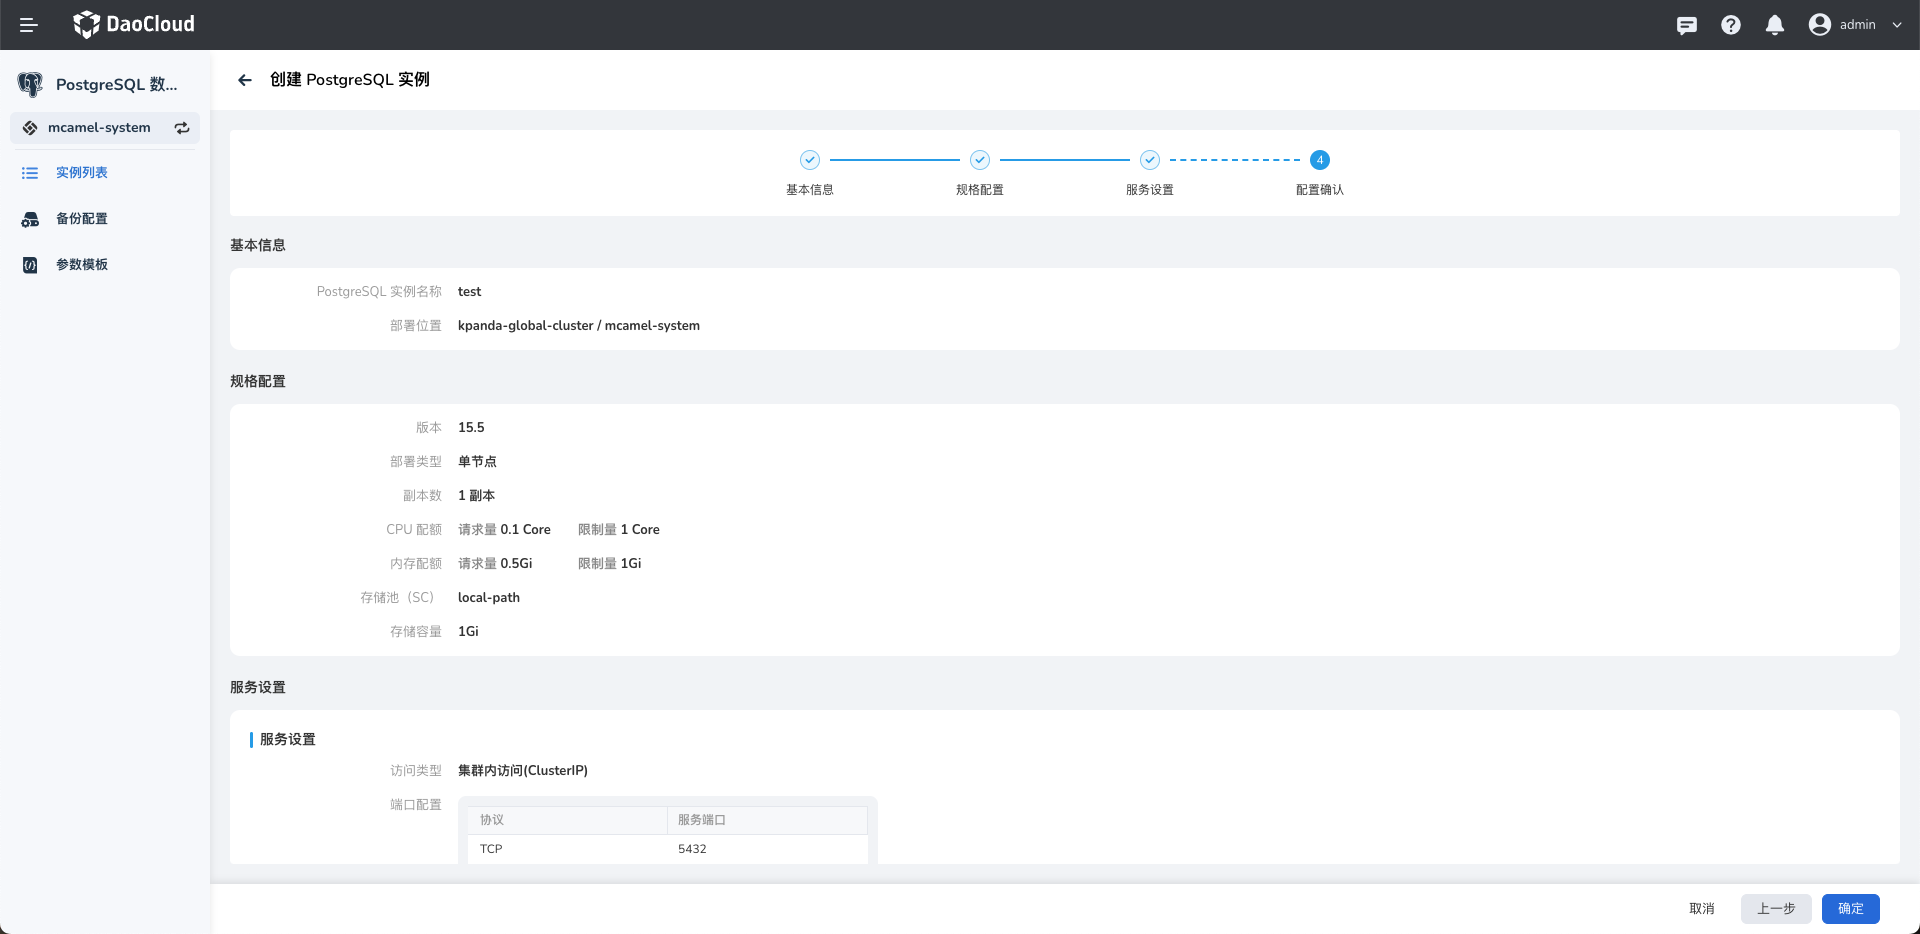 DaoCloud
admin
PostgreSQL 数...
mcamel-system
实例列表
备份配置
参数模板
创建 PostgreSQL 实例
基本信息
规格配置
服务设置
4
配置确认
基本信息
PostgreSQL 实例名称 test
部署位置 kpanda-global-cluster / mcamel-system
规格配置
版本 15.5
部署类型 单节点
副本数 1 副本
CPU 配额 请求量 0.1 Core 限制量 1 Core
内存配额 请求量 0.5Gi 限制量 1Gi
存储池（SC） local-path
存储容量 1Gi
服务设置
服务设置
访问类型 集群内访问(ClusterIP)
端口配置
协议 服务端口
TCP 5432
取消 上一步 确定